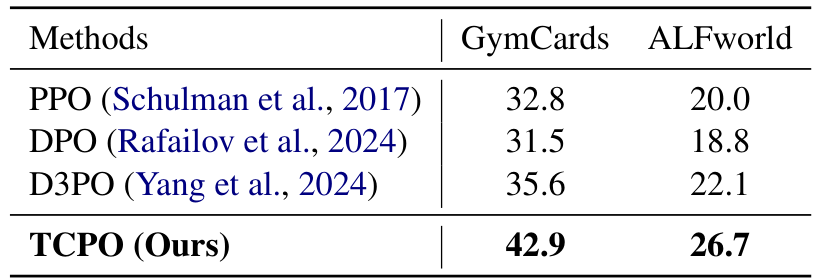 Methods GymCards ALFworld
PPO (Schulman et al., 2017) 32.8 20.0
DPO (Rafailov et al., 2024) 31.5 18.8
D3PO (Yang et al., 2024) 35.6 22.1
TCPO (Ours) 42.9 26.7